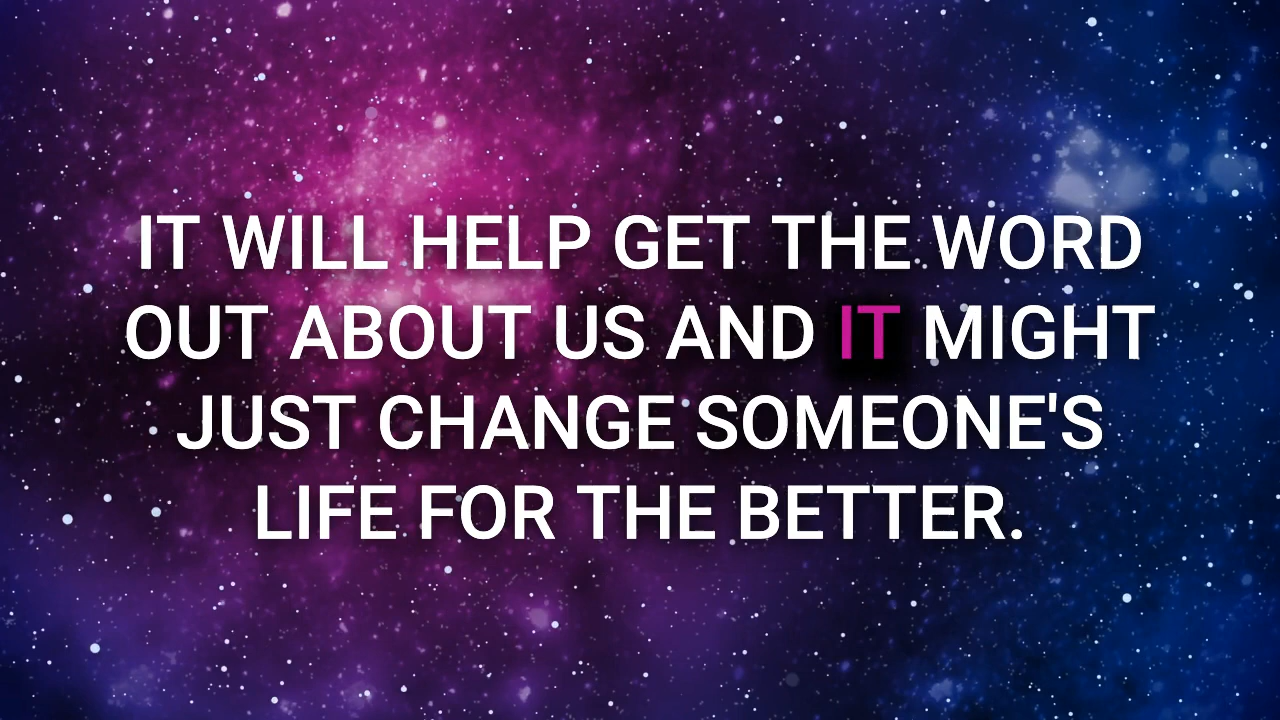 IT WILL HELP GET THE WORD
OUT ABOUT US AND IT MIGHT
JUST CHANGE SOMEONE'S
LIFE FOR THE BETTER.